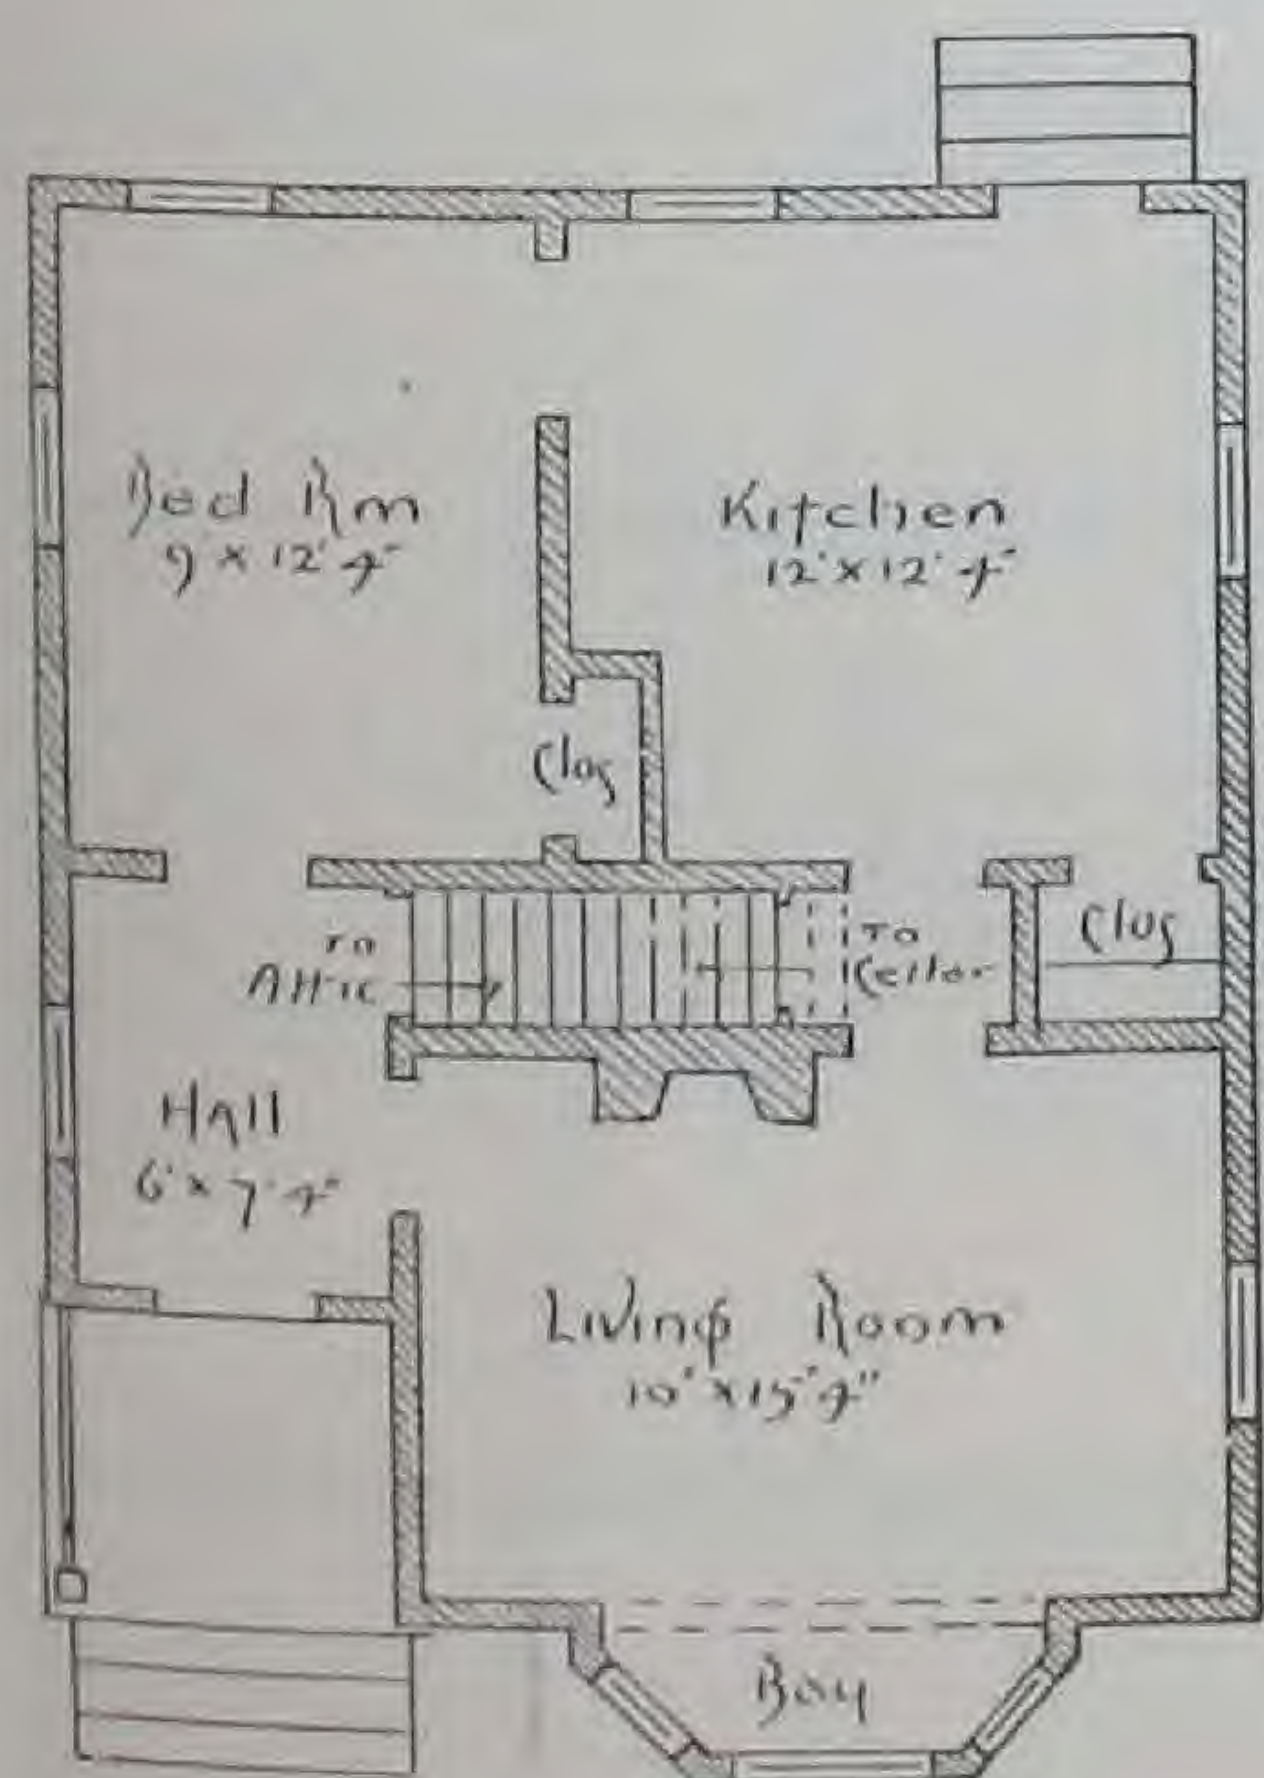 Bed Rm
9' x 12' 4"
Kitchen
12' x 12' 4"
Clos
To
Attic
To
Cellar
Clos
Hall
6' x 7' 4"
Living Room
10' x 15' 4"
Bay